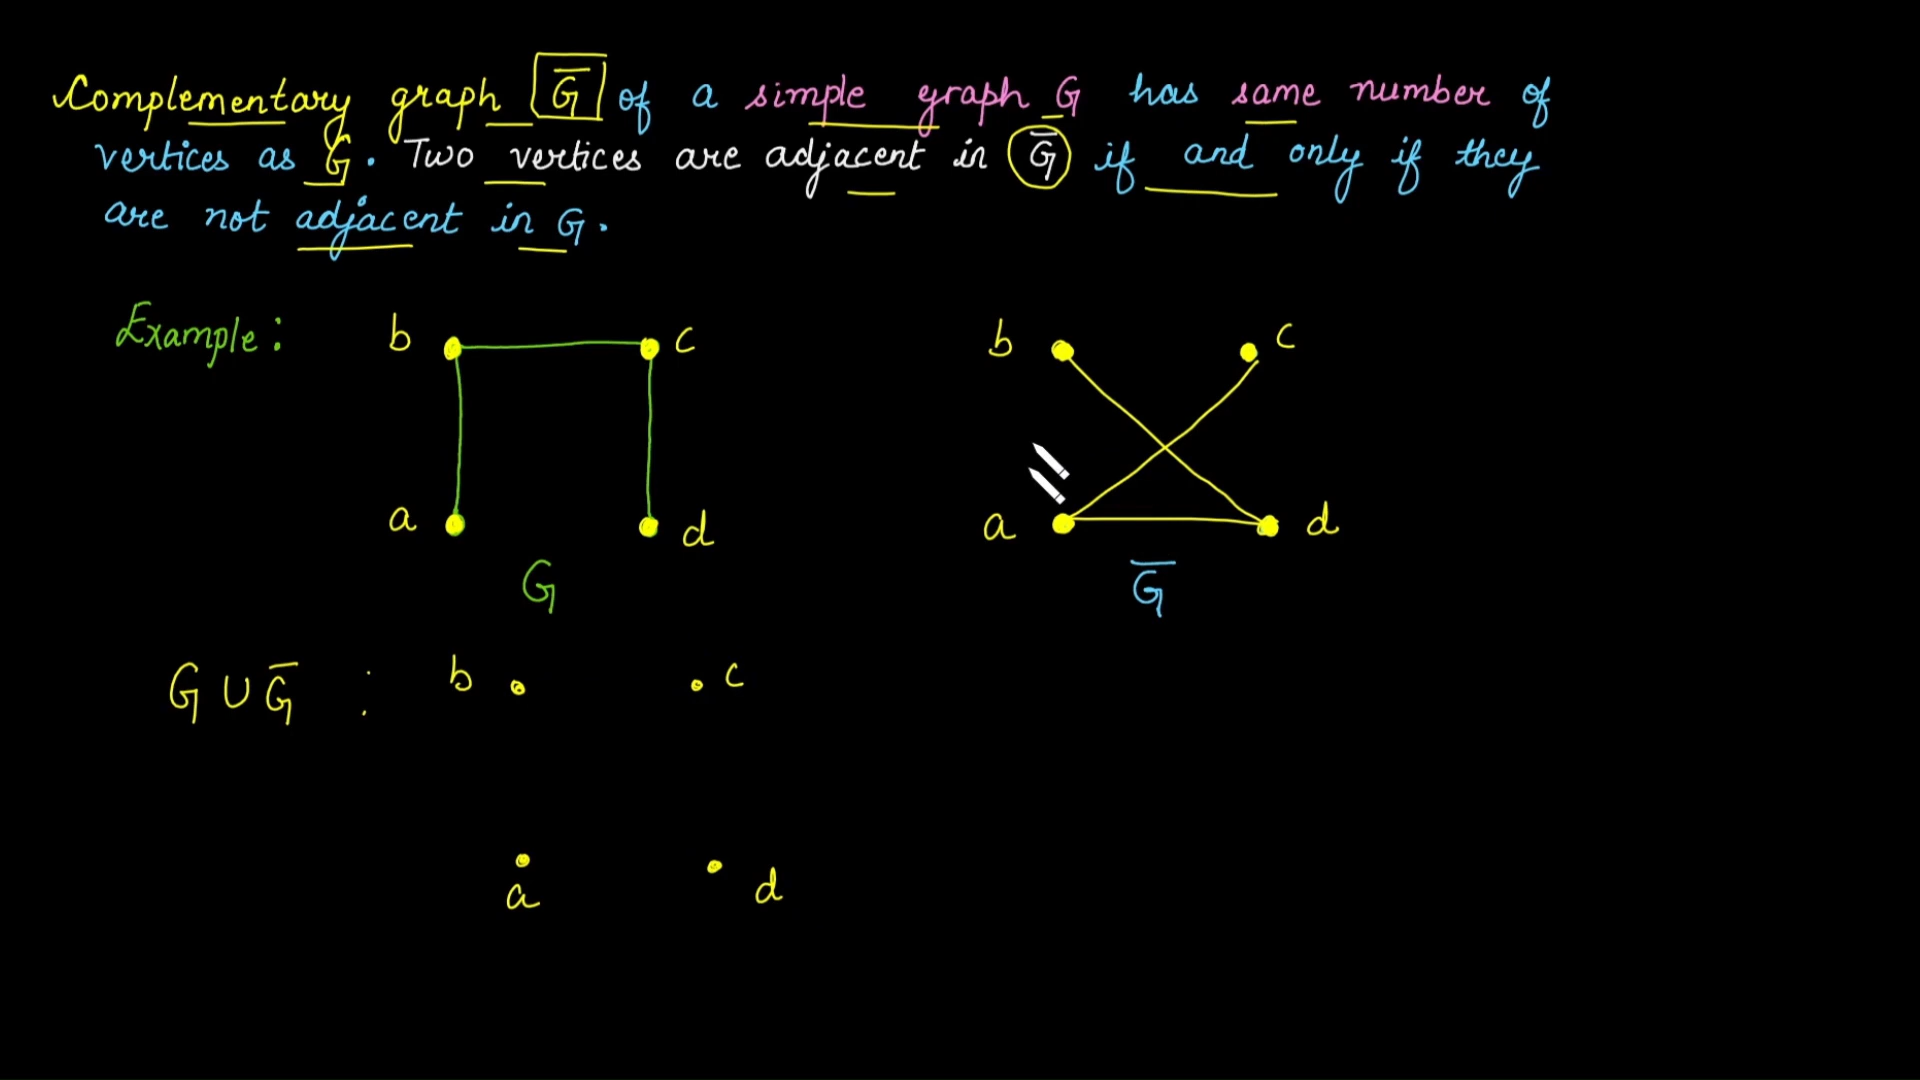 Complementary graph G̅ of a simple graph G has same number of
vertices as G. Two vertices are adjacent in G̅ if and only if they
are not adjacent in G.
Example:
b c b c
a d a d
G G̅
G ∪ G̅ : b c
a d